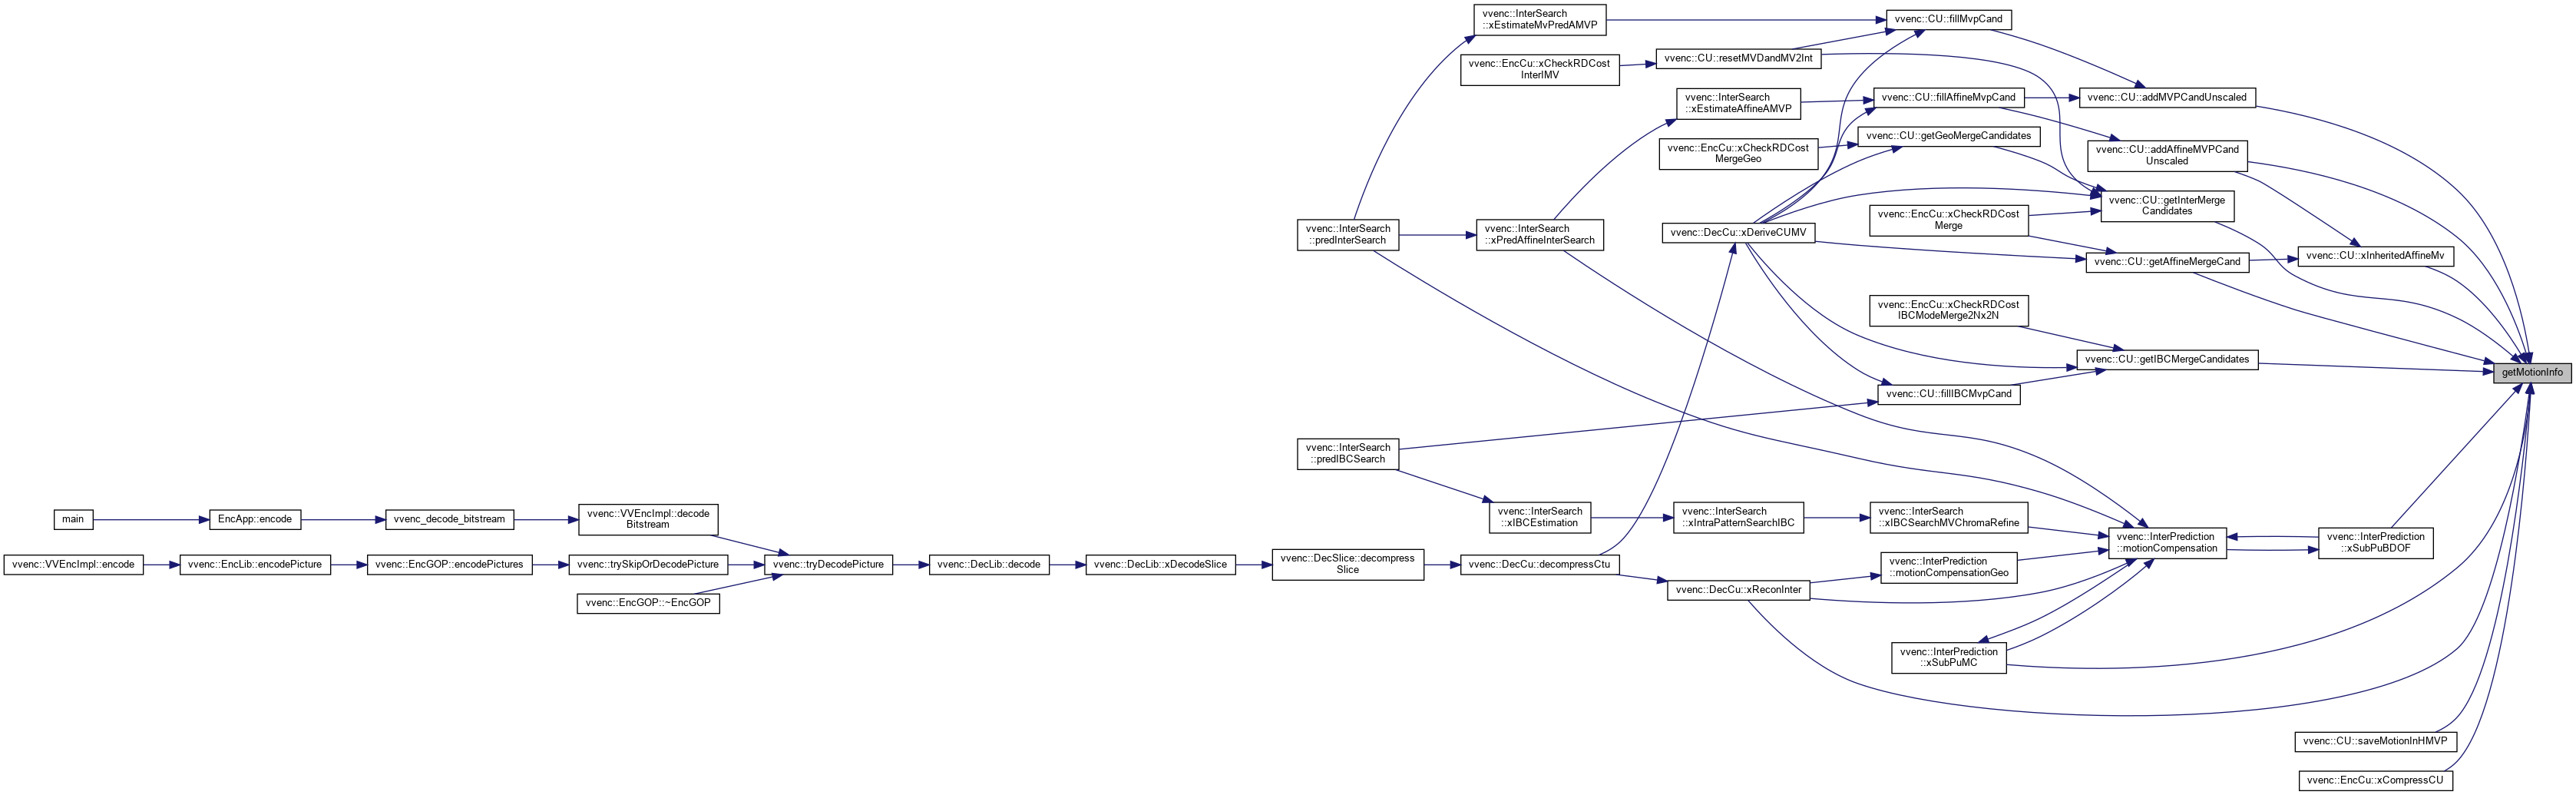 main
vvenc::VVEncImpl::encode
EncApp::encode
vvenc::EncLib::encodePicture
vvenc_decode_bitstream
vvenc::EncGOP::encodePictures
vvenc::VVEncImpl::decode
Bitstream
vvenc::trySkipOrDecodePicture
vvenc::EncGOP::~EncGOP
vvenc::tryDecodePicture
vvenc::DecLib::decode
vvenc::DecLib::xDecodeSlice
vvenc::DecSlice::decompress
Slice
vvenc::InterSearch
::predInterSearch
vvenc::InterSearch
::predIBCSearch
vvenc::InterSearch
::xEstimateMvPredAMVP
vvenc::EncCu::xCheckRDCost
InterIMV
vvenc::InterSearch
::xPredAffineInterSearch
vvenc::InterSearch
::xIBCEstimation
vvenc::DecCu::decompressCtu
vvenc::CU::resetMVDandMV2Int
vvenc::InterSearch
::xEstimateAffineAMVP
vvenc::EncCu::xCheckRDCost
MergeGeo
vvenc::DecCu::xDeriveCUMV
vvenc::InterSearch
::xIntraPatternSearchIBC
vvenc::DecCu::xReconInter
vvenc::CU::fillMvpCand
vvenc::CU::fillAffineMvpCand
vvenc::CU::getGeoMergeCandidates
vvenc::EncCu::xCheckRDCost
Merge
vvenc::EncCu::xCheckRDCost
IBCModeMerge2Nx2N
vvenc::CU::fillIBCMvpCand
vvenc::InterSearch
::xIBCSearchMVChromaRefine
vvenc::InterPrediction
::motionCompensationGeo
vvenc::InterPrediction
::xSubPuMC
vvenc::CU::addMVPCandUnscaled
vvenc::CU::addAffineMVPCand
Unscaled
vvenc::CU::getInterMerge
Candidates
vvenc::CU::getAffineMergeCand
vvenc::CU::getIBCMergeCandidates
vvenc::InterPrediction
::motionCompensation
vvenc::CU::xInheritedAffineMv
vvenc::InterPrediction
::xSubPuBDOF
vvenc::CU::saveMotionInHMVP
vvenc::EncCu::xCompressCU
getMotionInfo